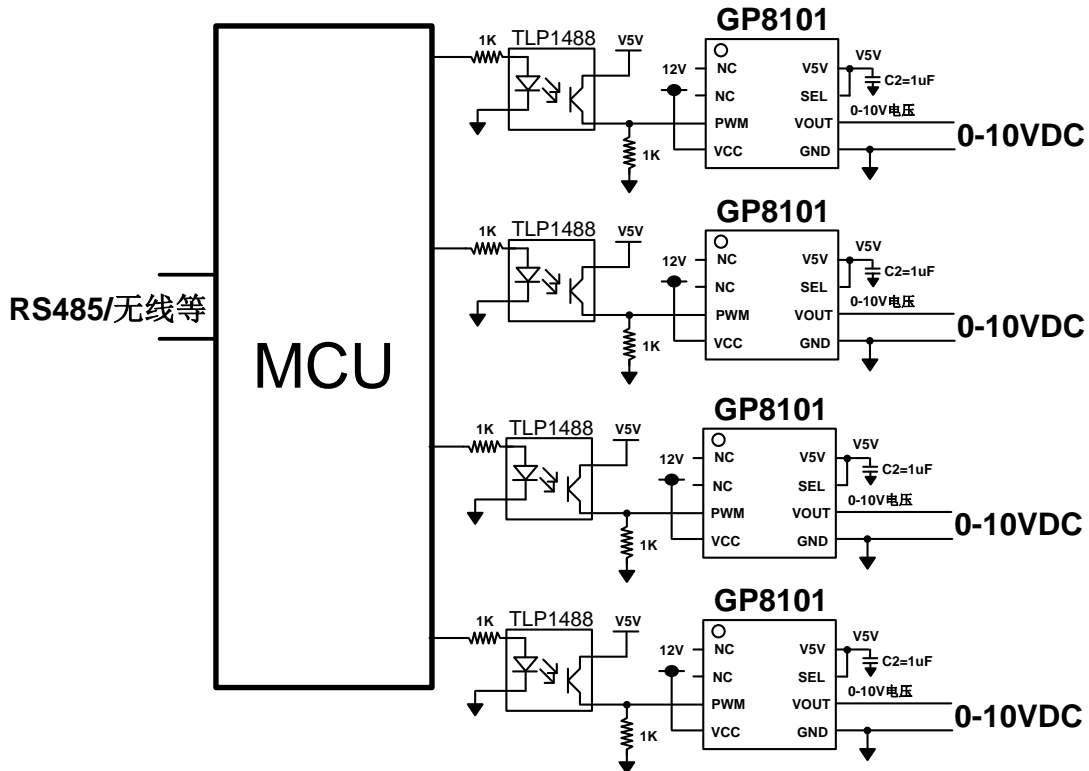 RS485/无线等
MCU
1K
TLP1488
V5V
1K
12V
GP8101
NC
NC
PWM
VCC
V5V
SEL
VOUT
GND
V5V
C2=1uF
0-10V电压
0-10VDC
1K
TLP1488
V5V
1K
12V
GP8101
NC
NC
PWM
VCC
V5V
SEL
VOUT
GND
V5V
C2=1uF
0-10V电压
0-10VDC
1K
TLP1488
V5V
1K
12V
GP8101
NC
NC
PWM
VCC
V5V
SEL
VOUT
GND
V5V
C2=1uF
0-10V电压
0-10VDC
1K
TLP1488
V5V
1K
12V
GP8101
NC
NC
PWM
VCC
V5V
SEL
VOUT
GND
V5V
C2=1uF
0-10V电压
0-10VDC